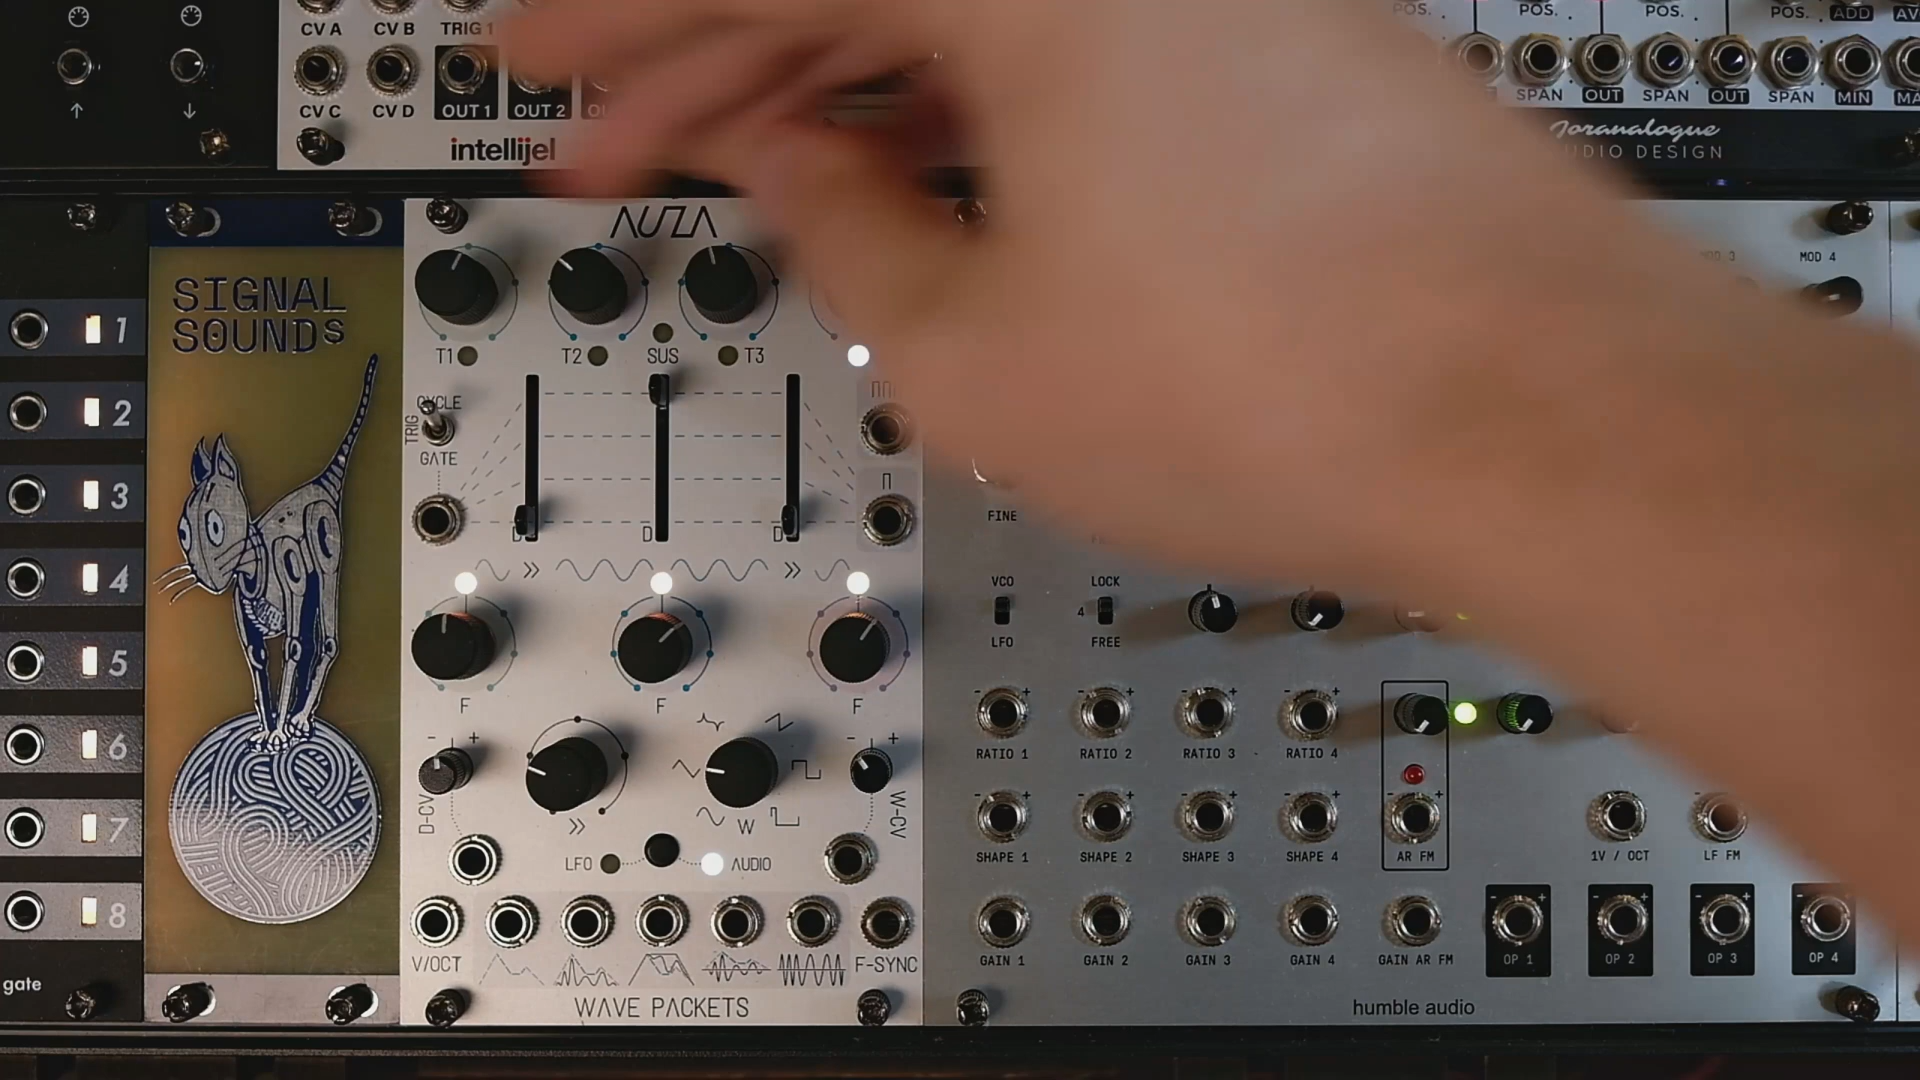 CV A CV B TRIG 1
CV C CV D OUT 1 OUT 2
intellijel
POS. POS. POS. POS. ADD
SPAN OUT SPAN OUT SPAN MIN
Joranalogue
AUDIO DESIGN
1
2
3
4
5
6
7
8
gate
SIGNAL
SOUNDS
AUZA
T1 T2 SUS T3
CYCLE
TRIG
GATE
D D D
F F F
- + - +
D-CV W-CV
W
LFO AUDIO
V/OCT F-SYNC
WAVE PACKETS
MOD 3 MOD 4
FINE
VCO LOCK
4
LFO FREE
RATIO 1 RATIO 2 RATIO 3 RATIO 4
SHAPE 1 SHAPE 2 SHAPE 3 SHAPE 4 AR FM 1V / OCT LF FM
GAIN 1 GAIN 2 GAIN 3 GAIN 4 GAIN AR FM OP 1 OP 2 OP 3 OP 4
humble audio